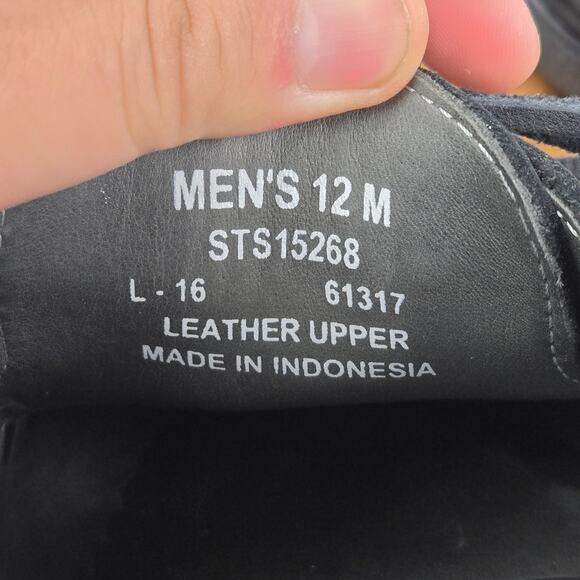 MEN'S 12 M
STS15268
L - 16 61317
LEATHER UPPER
MADE IN INDONESIA